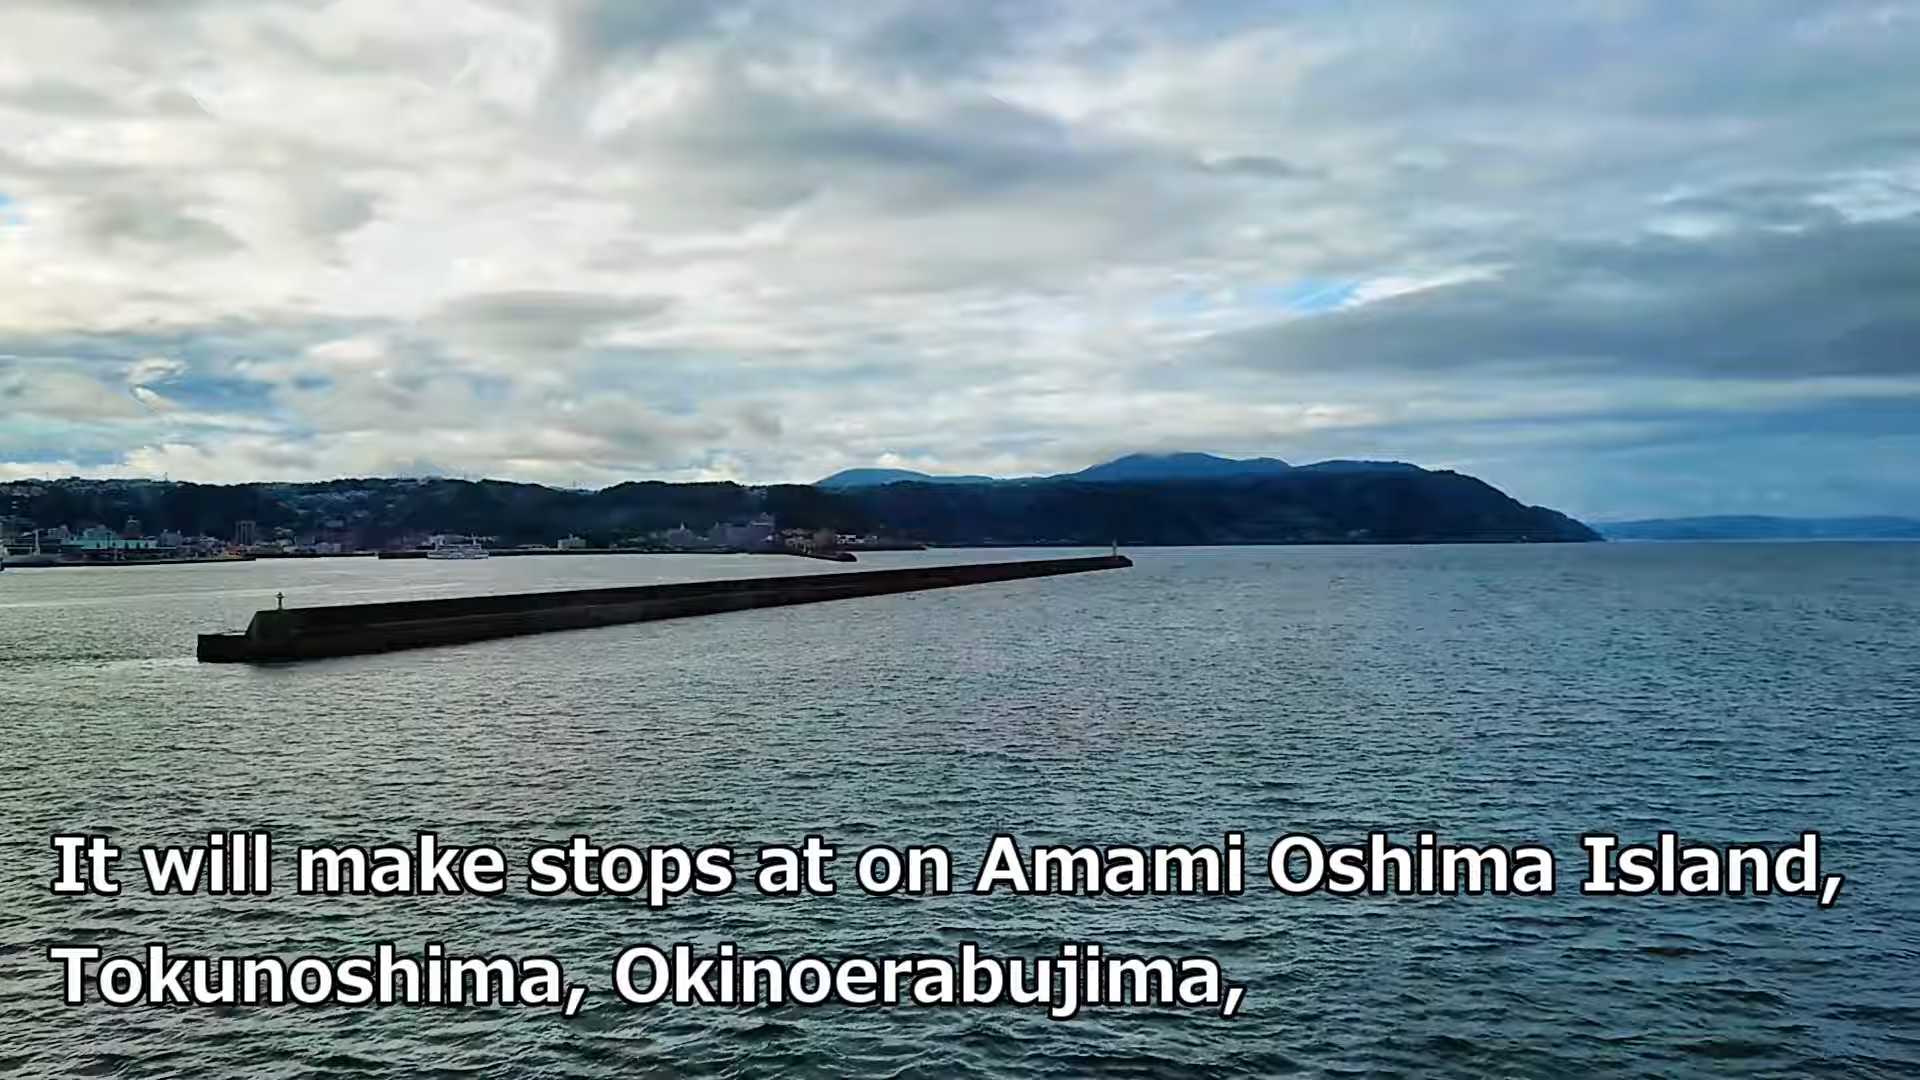 It will make stops at on Amami Oshima Island,
Tokunoshima, Okinoerabujima,